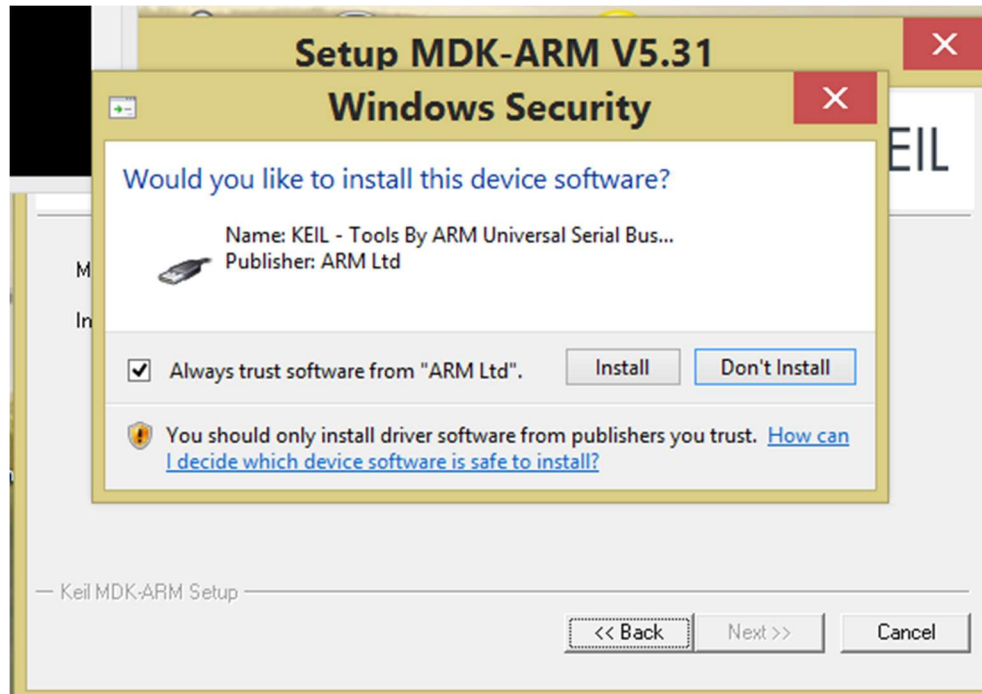 Setup MDK-ARM V5.31
Windows Security
EIL
Would you like to install this device software?
Name: KEIL - Tools By ARM Universal Serial Bus...
Publisher: ARM Ltd
M
In
Always trust software from "ARM Ltd".
Install
Don't Install
You should only install driver software from publishers you trust. How can
I decide which device software is safe to install?
Keil MDK-ARM Setup
<< Back
Next >>
Cancel